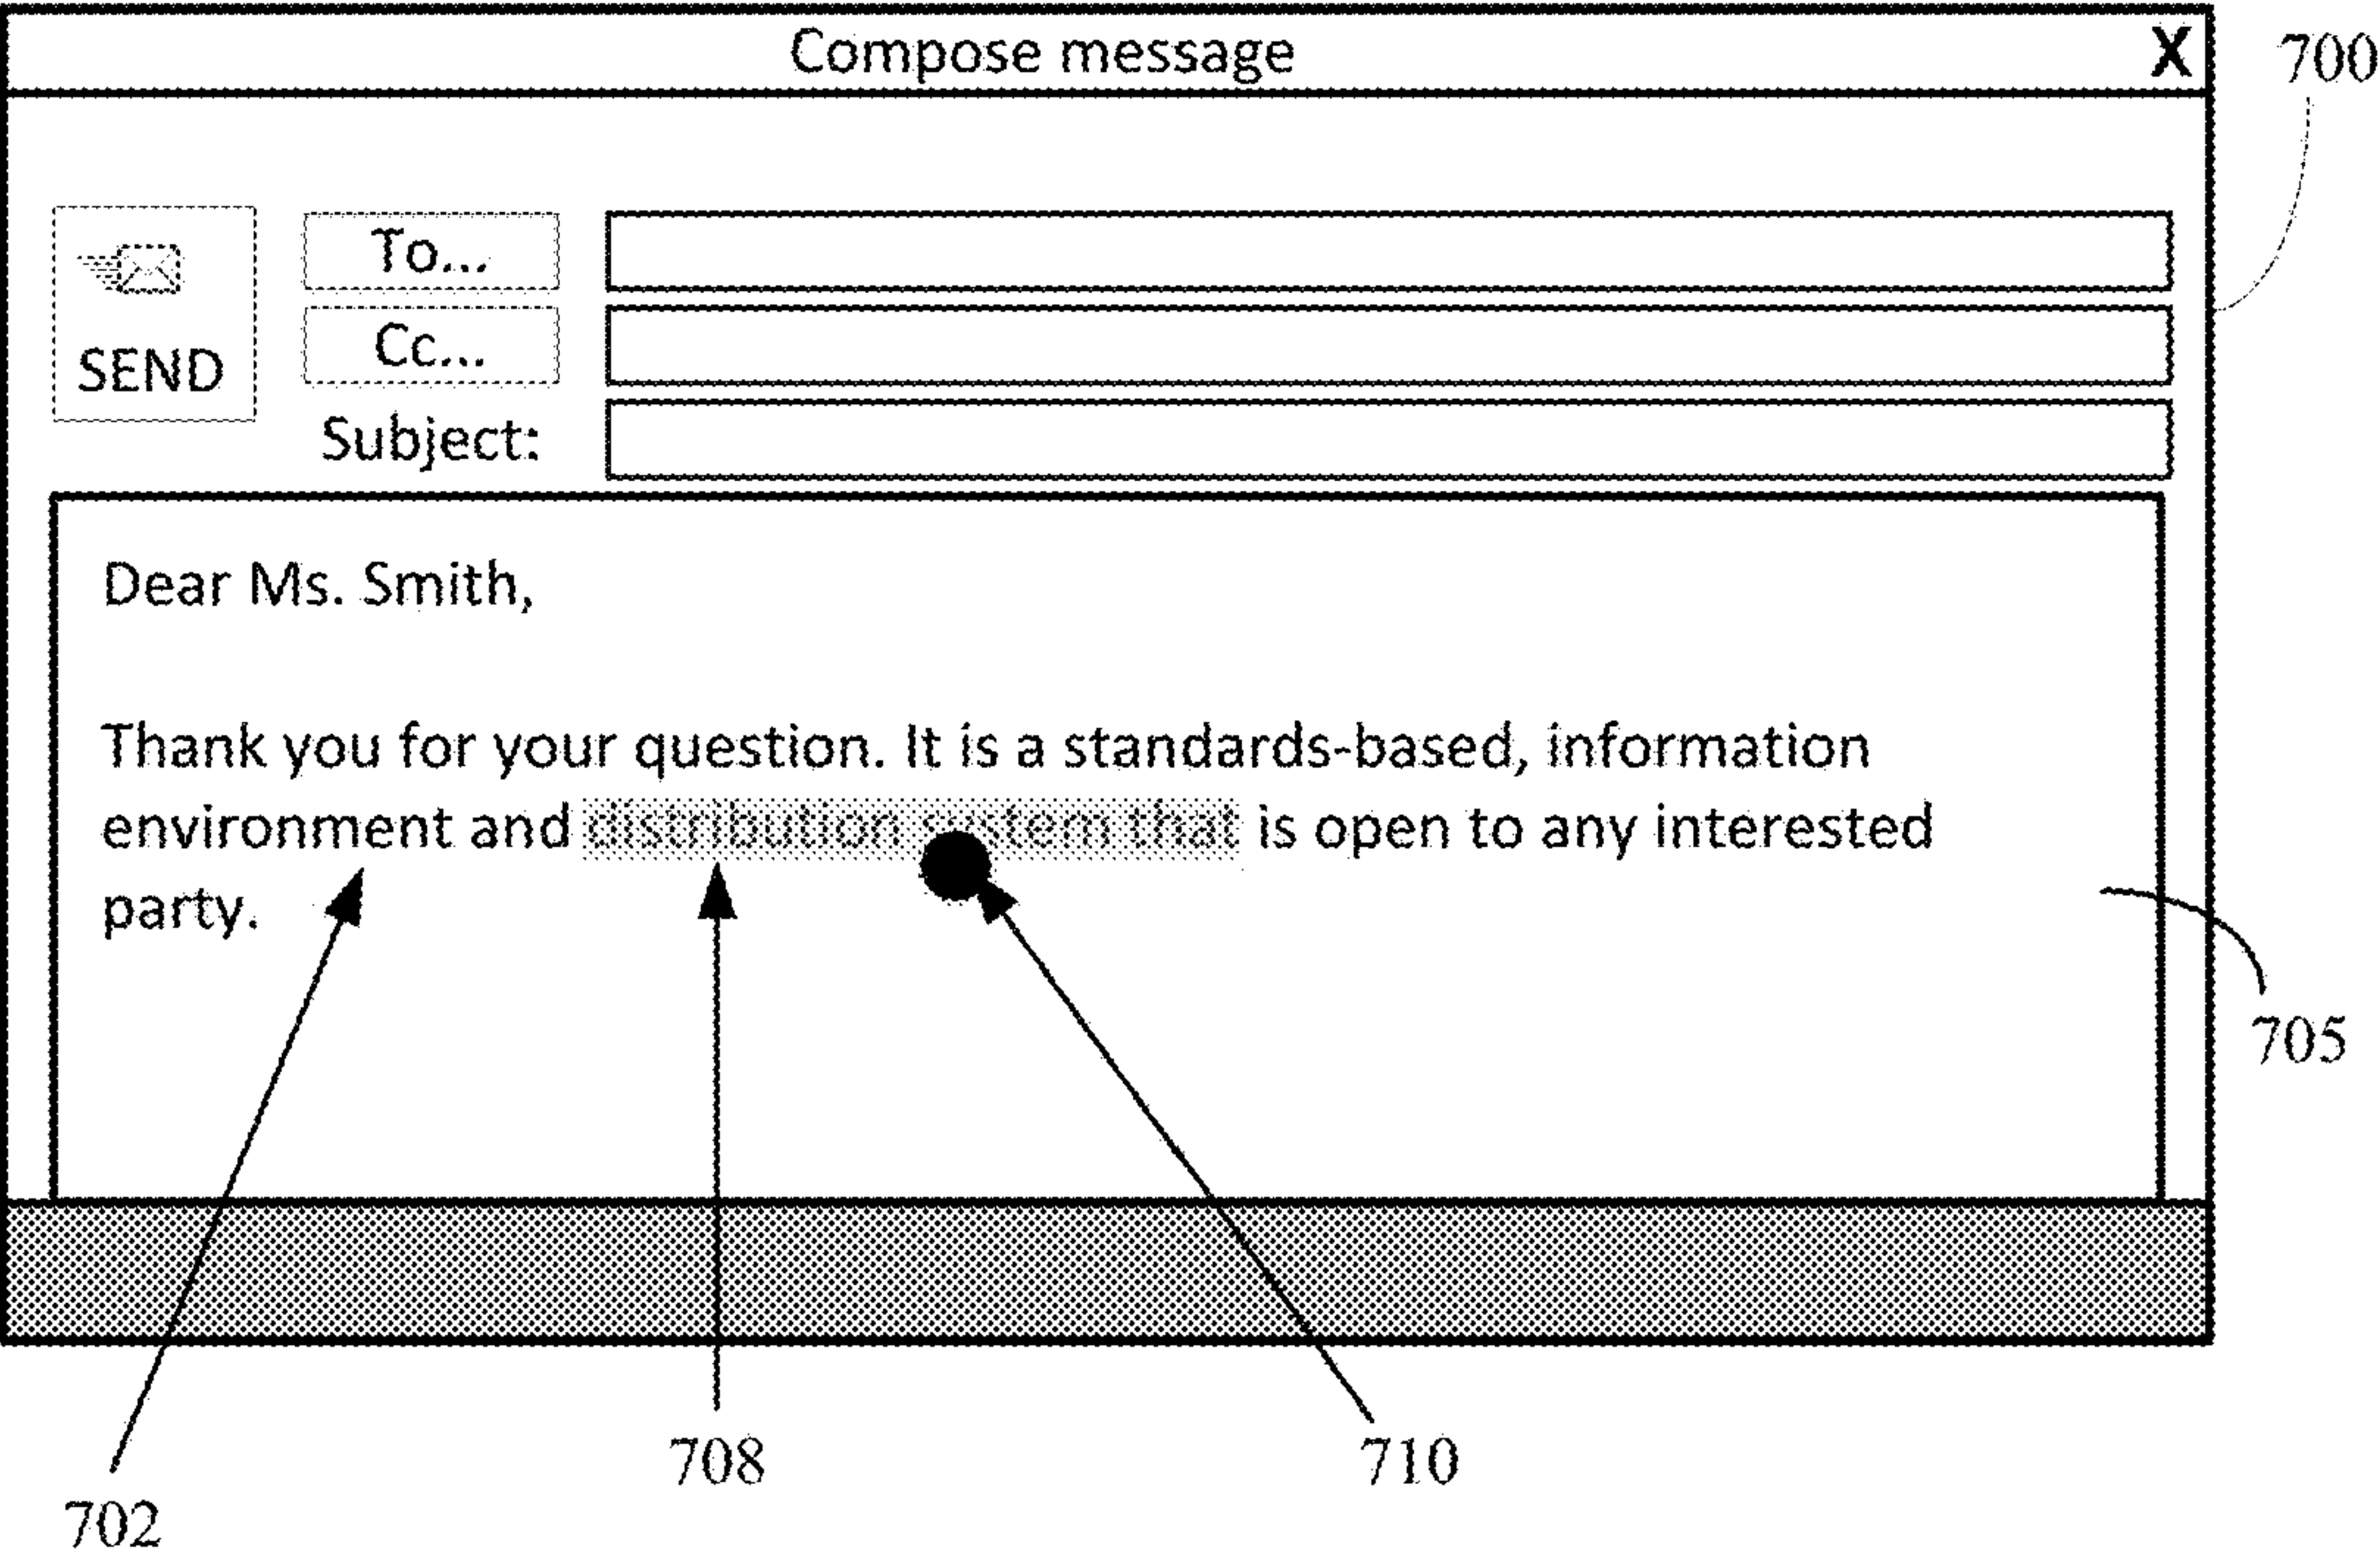 Compose message X
700
To...
Cc...
SEND
Subject:
Dear Ms. Smith,
Thank you for your question. It is a standards-based, information
environment and distribution system that is open to any interested
party.
705
708
710
702